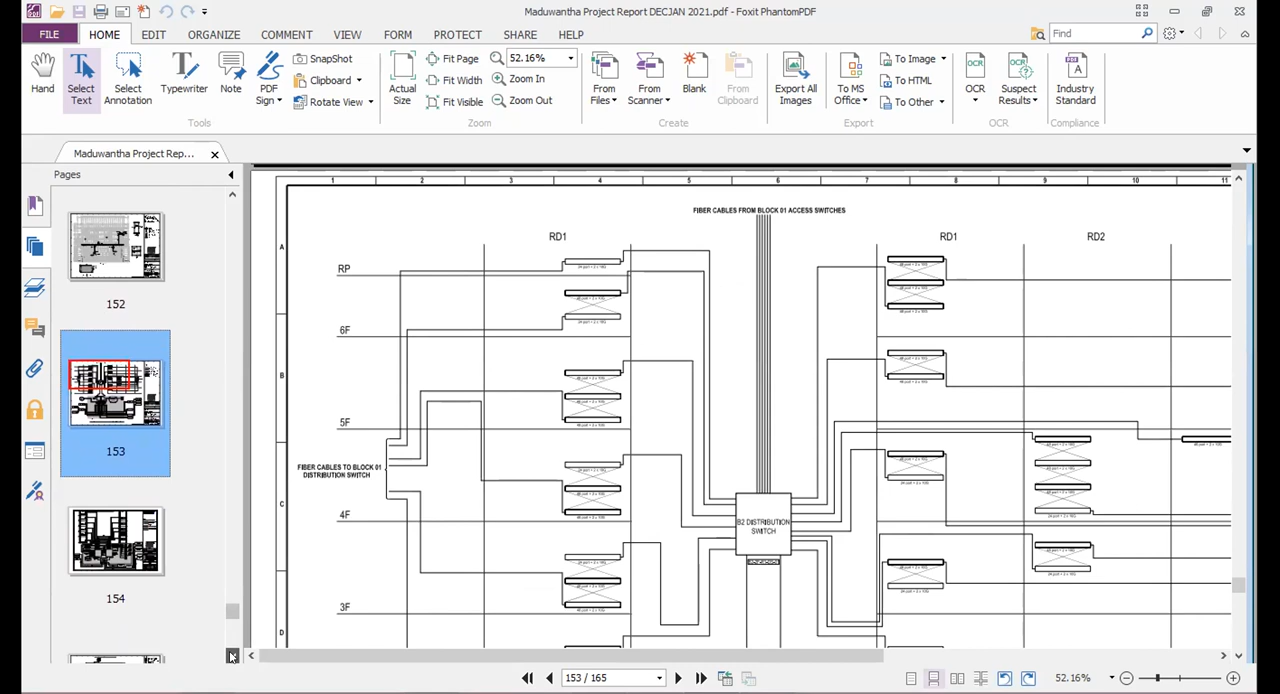 Maduwantha Project Report DECJAN 2021.pdf - Foxit PhantomPDF
FILE HOME EDIT ORGANIZE COMMENT VIEW FORM PROTECT SHARE HELP
Find
Hand
Select Text
Select Annotation
Typewriter
Note
PDF Sign
SnapShot
Clipboard
Rotate View
Tools
Actual Size
Fit Page
Fit Width
Fit Visible
52.16%
Zoom In
Zoom Out
Zoom
From Files
From Scanner
Blank
From Clipboard
Create
Export All Images
To MS Office
To Image
To HTML
To Other
Export
OCR
Suspect Results
OCR
Industry Standard
Compliance
Maduwantha Project Rep...
Pages
152
153
154
1 2 3 4 5 6 7 8 9 10 11
FIBER CABLES FROM BLOCK 01 ACCESS SWITCHES
RD1
RD1
RD2
A
B
C
D
RP
6F
5F
FIBER CABLES TO BLOCK 01
DISTRIBUTION SWITCH
4F
3F
B2 DISTRIBUTION
SWITCH
153 / 165
52.16%